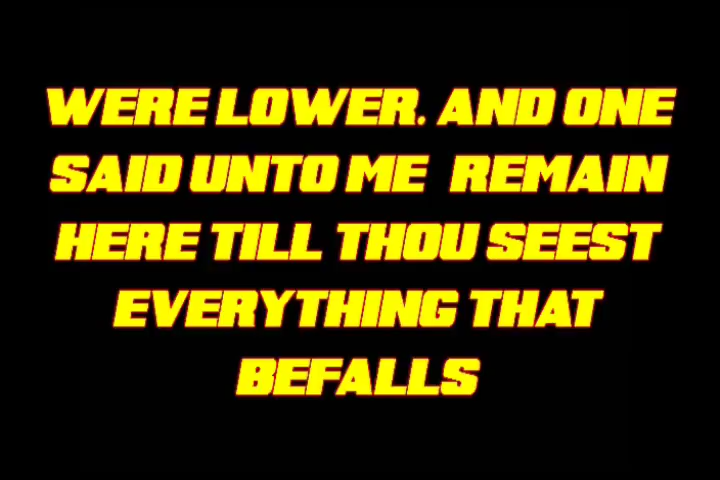 WERE LOWER. AND ONE
SAID UNTO ME REMAIN
HERE TILL THOU SEEST
EVERYTHING THAT
BEFALLS